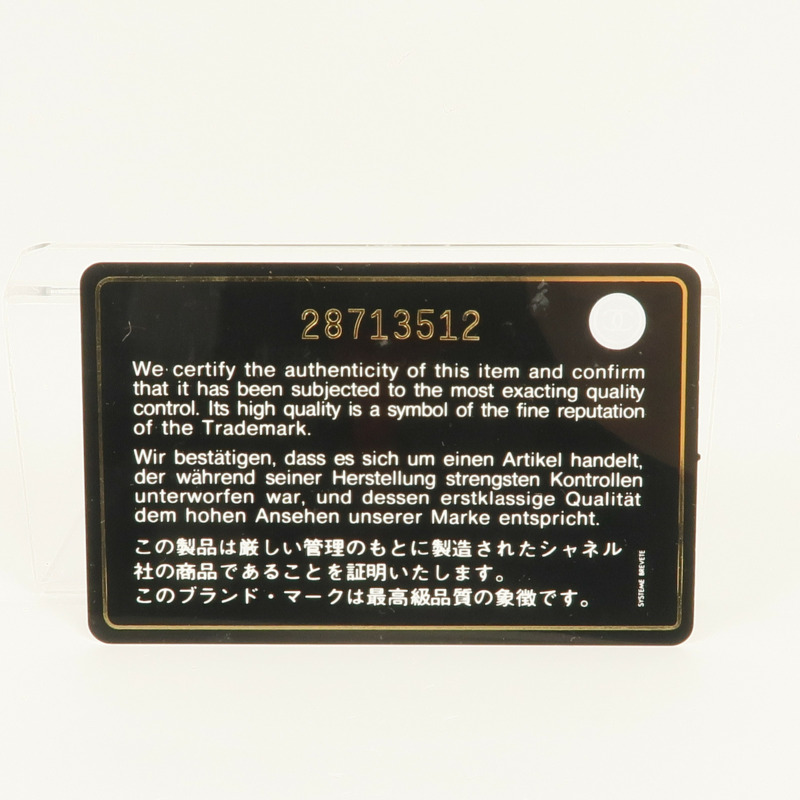 28713512
We certify the authenticity of this item and confirm
that it has been subjected to the most exacting quality
control. Its high quality is a symbol of the fine reputation
of the Trademark.
Wir bestätigen, dass es sich um einen Artikel handelt,
der während seiner Herstellung strengsten Kontrollen
unterworfen war, und dessen erstklassige Qualität
dem hohen Ansehen unserer Marke entspricht.
この製品は厳しい管理のもとに製造されたシャネル
社の商品であることを証明いたします。
このブランド・マークは最高級品質の象徴です。
SYSTEME BREVETE